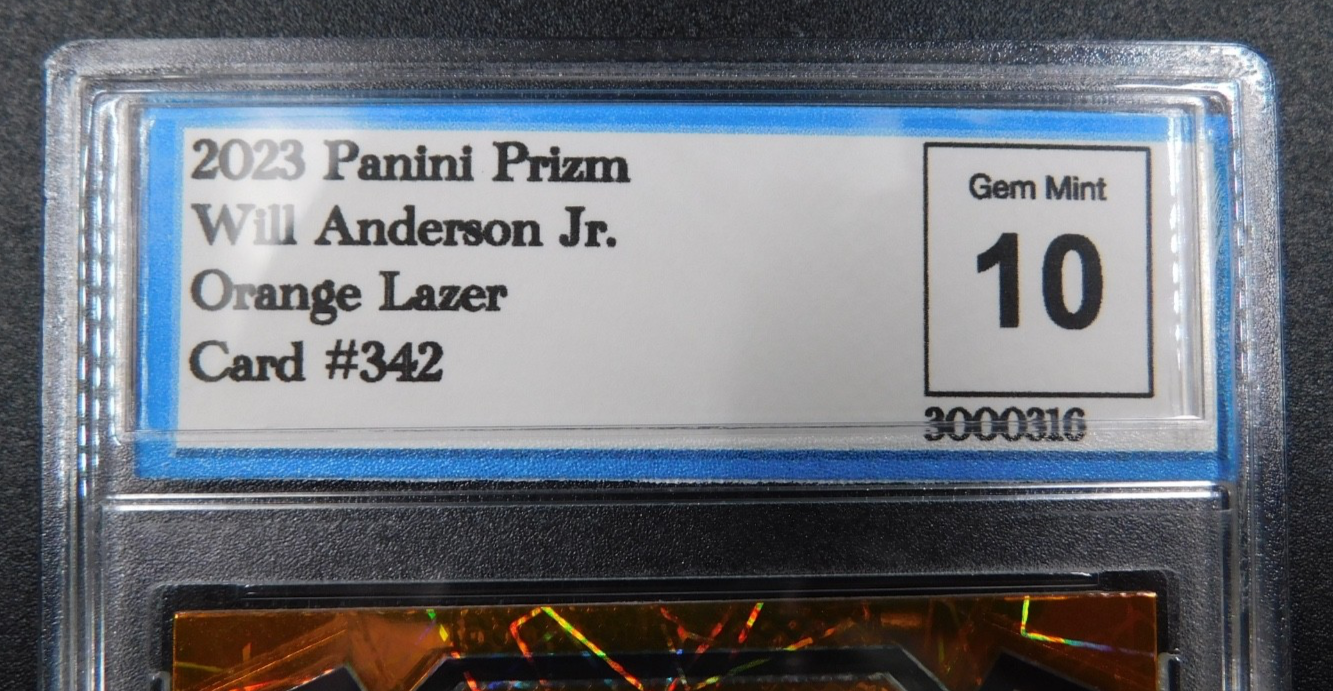 2023 Panini Prizm
Will Anderson Jr.
Orange Lazer
Card #342
Gem Mint
10
3000316